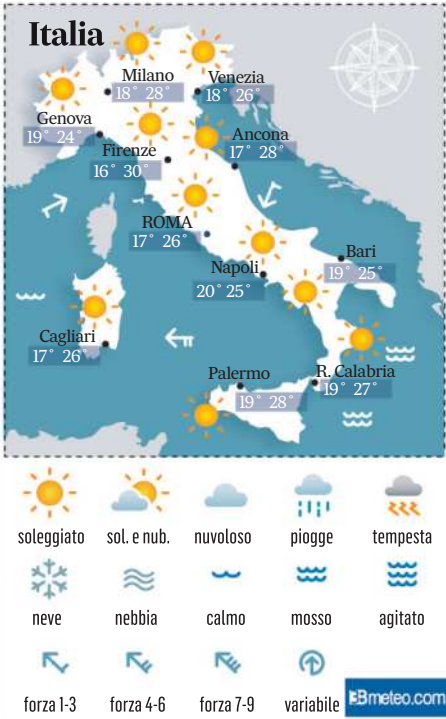 Italia
Milano
18° 28°
Venezia
18° 26°
Genova
19° 24°
Ancona
17° 28°
Firenze
16° 30°
ROMA
17° 26°
Bari
19° 25°
Napoli
20° 25°
Cagliari
17° 26°
Palermo
19° 28°
R. Calabria
19° 27°
soleggiato sol. e nub. nuvoloso piogge tempesta
neve nebbia calmo mosso agitato
forza 1-3 forza 4-6 forza 7-9 variabile
3Bmeteo.com